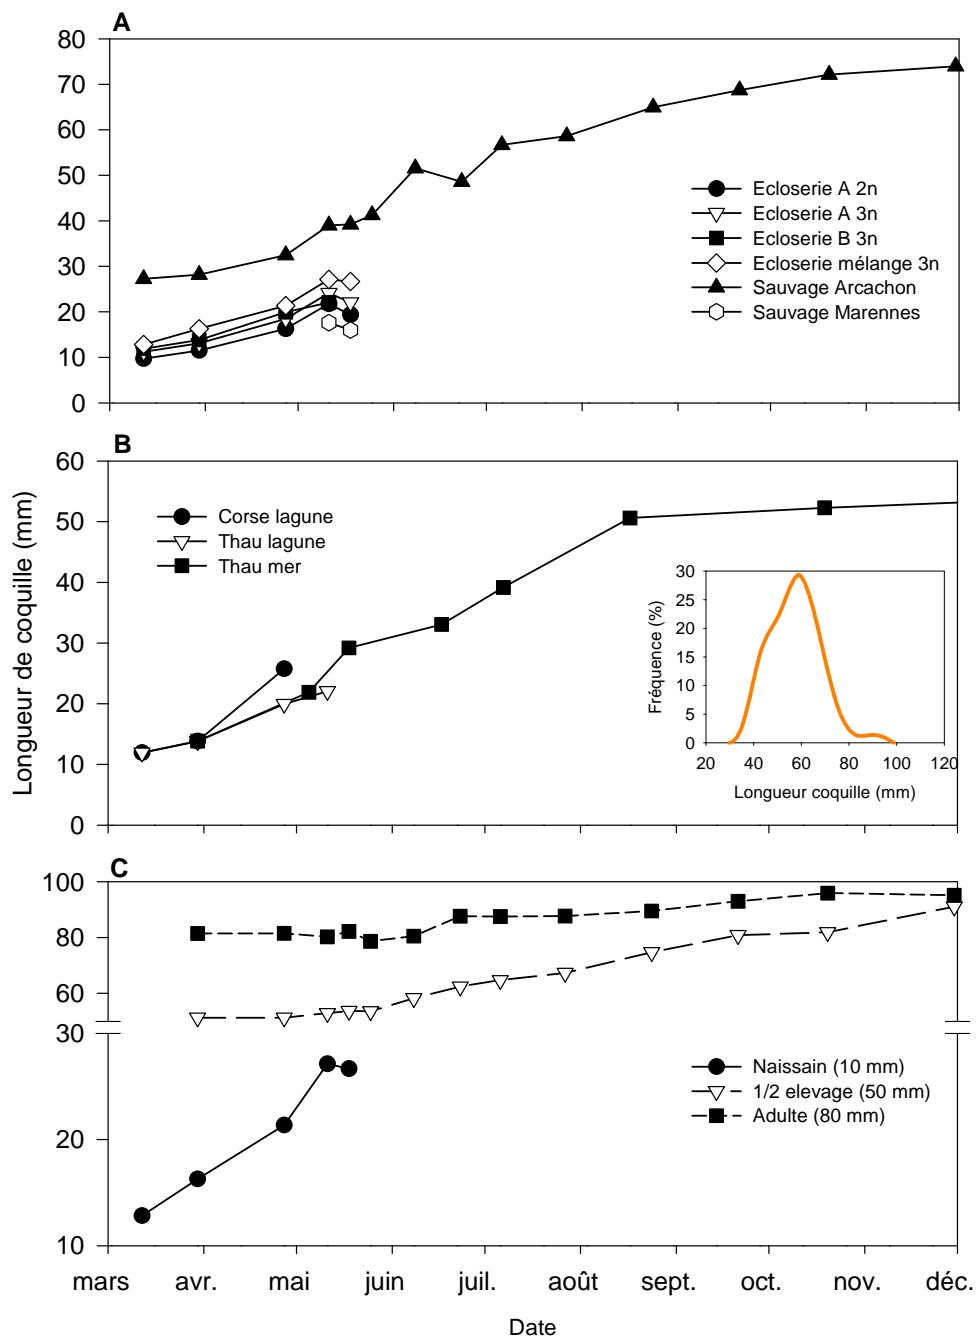 A
80
70
60
50
40
30
20
10
0
Ecloserie A 2n
Ecloserie A 3n
Ecloserie B 3n
Ecloserie mélange 3n
Sauvage Arcachon
Sauvage Marennes
B
Longueur de coquille (mm)
60
50
40
30
20
10
0
Corse lagune
Thau lagune
Thau mer
Fréquence (%)
30
25
20
15
10
5
0
20 40 60 80 100 120
Longueur coquille (mm)
C
100
80
60
30
20
10
Naissain (10 mm)
1/2 elevage (50 mm)
Adulte (80 mm)
mars avr. mai juin juil. août sept. oct. nov. déc.
Date